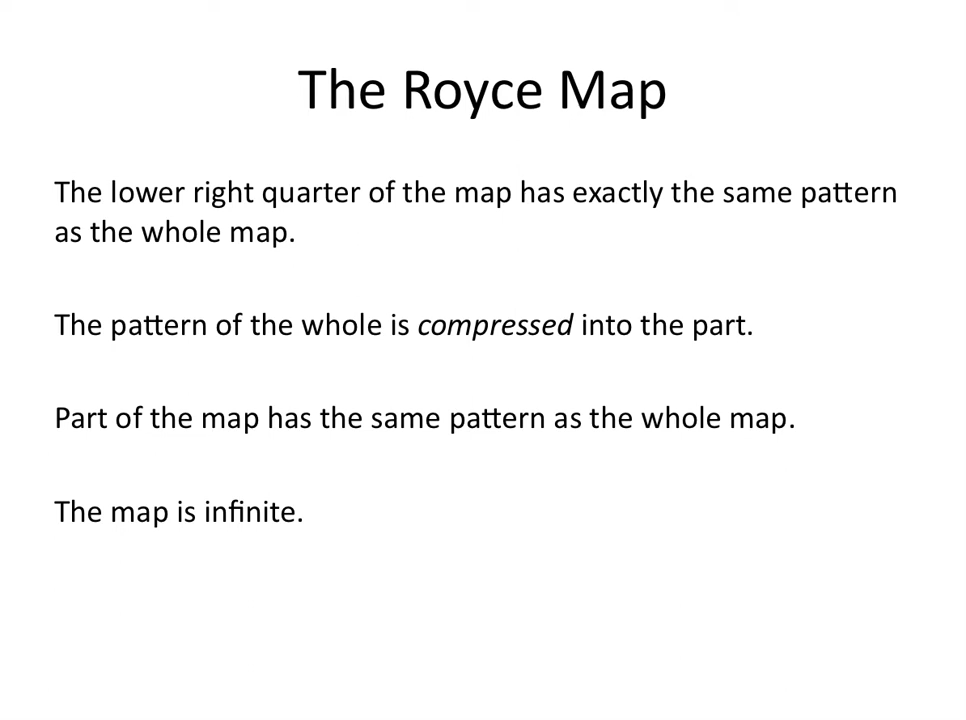 The Royce Map
The lower right quarter of the map has exactly the same pattern
as the whole map.
The pattern of the whole is compressed into the part.
Part of the map has the same pattern as the whole map.
The map is infinite.